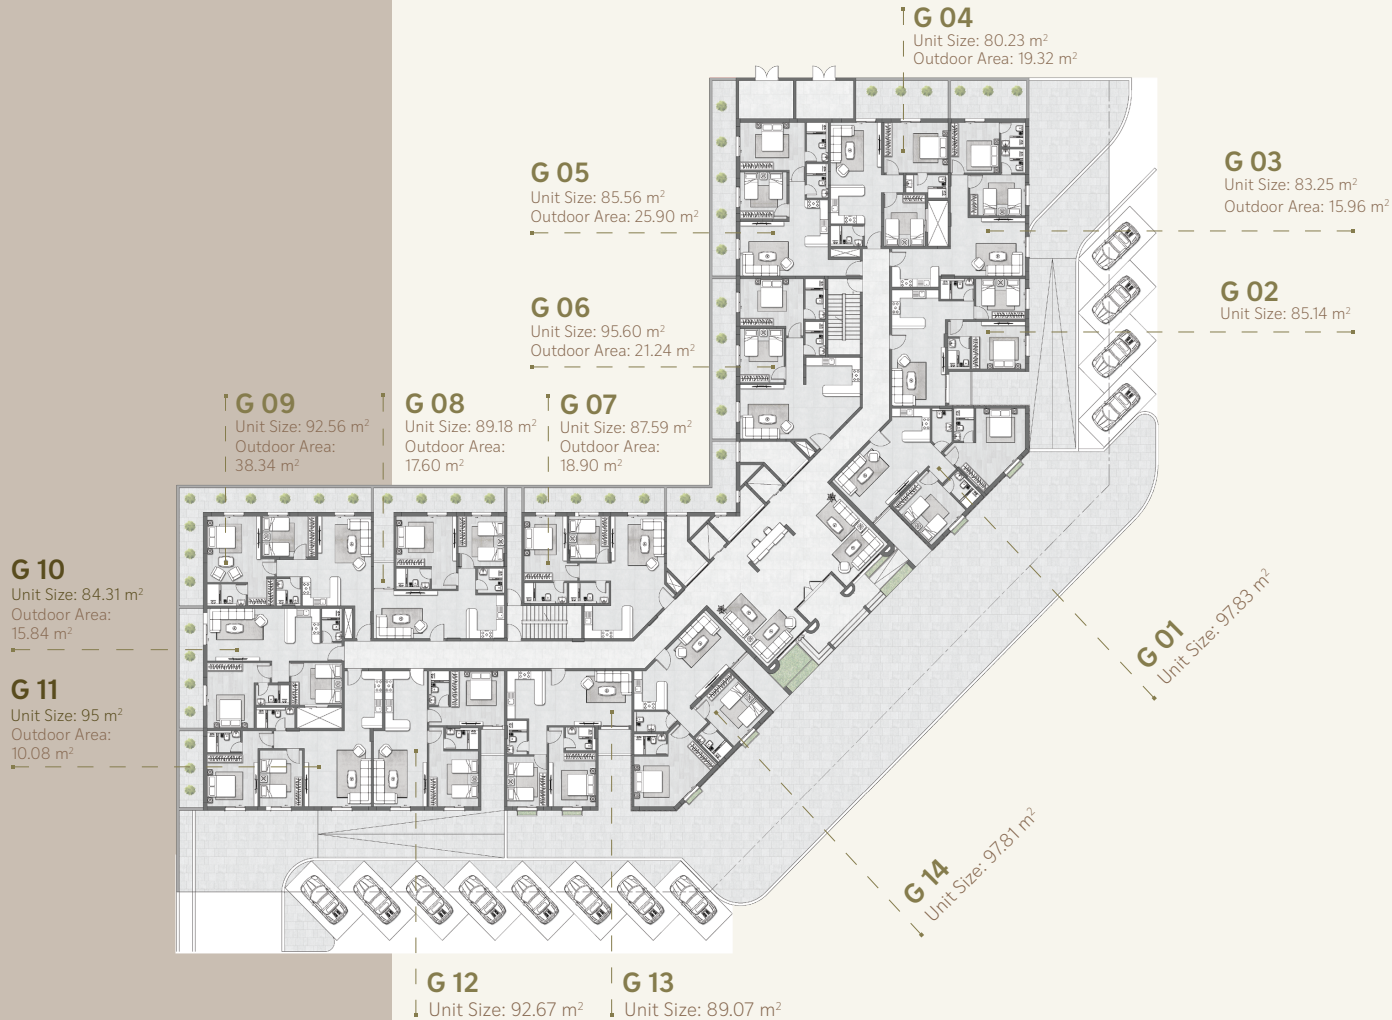 G 04
Unit Size: 80.23 m²
Outdoor Area: 19.32 m²
G 05
Unit Size: 85.56 m²
Outdoor Area: 25.90 m²
G 03
Unit Size: 83.25 m²
Outdoor Area: 15.96 m²
G 02
Unit Size: 85.14 m²
G 06
Unit Size: 95.60 m²
Outdoor Area: 21.24 m²
G 09
Unit Size: 92.56 m²
Outdoor Area:
38.34 m²
G 08
Unit Size: 89.18 m²
Outdoor Area:
17.60 m²
G 07
Unit Size: 87.59 m²
Outdoor Area:
18.90 m²
G 10
Unit Size: 84.31 m²
Outdoor Area:
15.84 m²
G 11
Unit Size: 95 m²
Outdoor Area:
10.08 m²
G 01
Unit Size: 97.83 m²
G 14
Unit Size: 97.81 m²
G 12
Unit Size: 92.67 m²
G 13
Unit Size: 89.07 m²